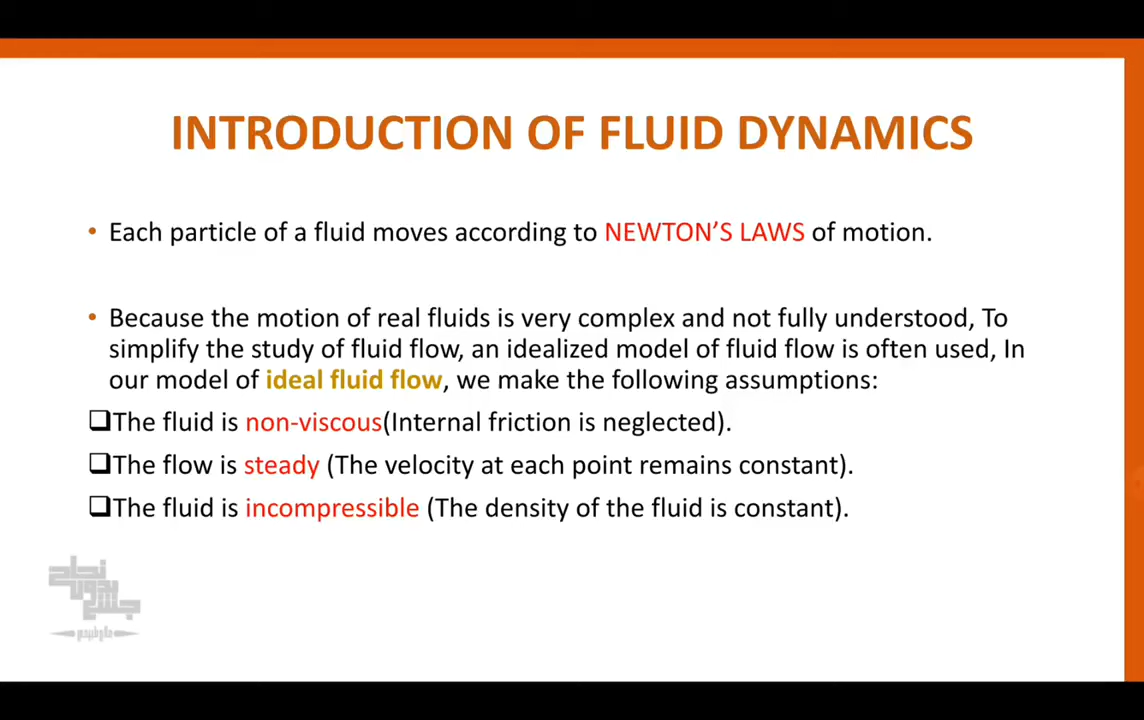 INTRODUCTION OF FLUID DYNAMICS
• Each particle of a fluid moves according to NEWTON’S LAWS of motion.
• Because the motion of real fluids is very complex and not fully understood, To
simplify the study of fluid flow, an idealized model of fluid flow is often used, In
our model of ideal fluid flow, we make the following assumptions:
❑The fluid is non-viscous(Internal friction is neglected).
❑The flow is steady (The velocity at each point remains constant).
❑The fluid is incompressible (The density of the fluid is constant).
نجاح
بدون